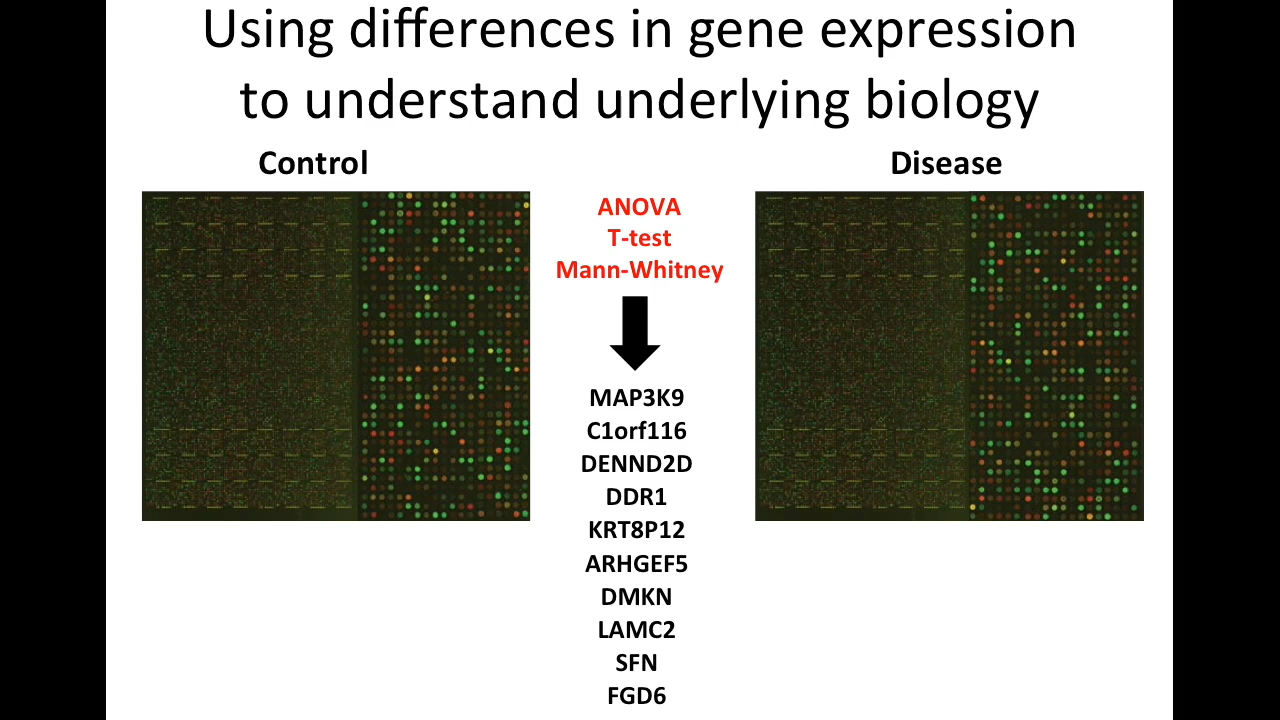 Using differences in gene expression
to understand underlying biology
Control
Disease
ANOVA
T-test
Mann-Whitney
MAP3K9
C1orf116
DENND2D
DDR1
KRT8P12
ARHGEF5
DMKN
LAMC2
SFN
FGD6